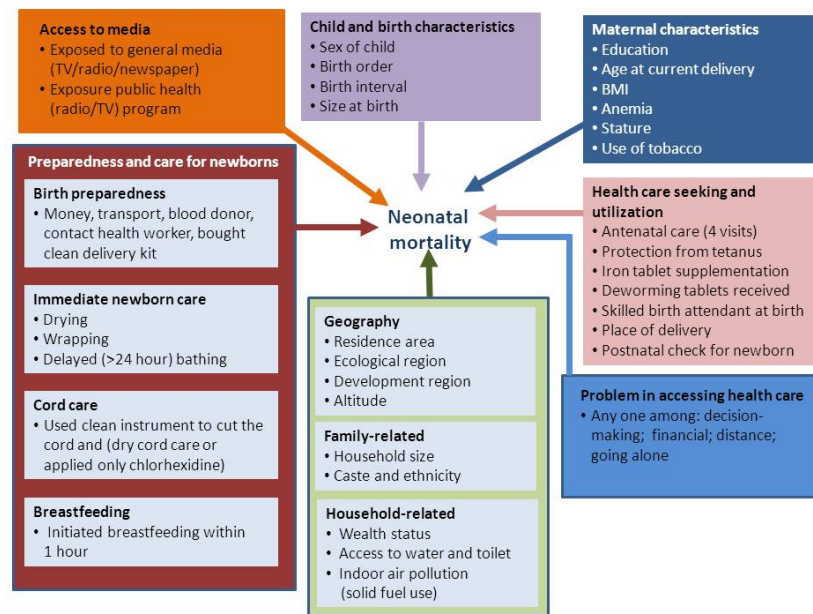 Access to media
• Exposed to general media
(TV/radio/newspaper)
• Exposure public health
(radio/TV) program
Child and birth characteristics
• Sex of child
• Birth order
• Birth interval
• Size at birth
Maternal characteristics
• Education
• Age at current delivery
• BMI
• Anemia
• Stature
• Use of tobacco
Preparedness and care for newborns
Birth preparedness
• Money, transport, blood donor,
contact health worker, bought
clean delivery kit
Immediate newborn care
• Drying
• Wrapping
• Delayed (>24 hour) bathing
Cord care
• Used clean instrument to cut the
cord and (dry cord care or
applied only chlorhexidine)
Breastfeeding
• Initiated breastfeeding within
1 hour
Neonatal
mortality
Geography
• Residence area
• Ecological region
• Development region
• Altitude
Family-related
• Household size
• Caste and ethnicity
Household-related
• Wealth status
• Access to water and toilet
• Indoor air pollution
(solid fuel use)
Health care seeking and
utilization
• Antenatal care (4 visits)
• Protection from tetanus
• Iron tablet supplementation
• Deworming tablets received
• Skilled birth attendant at birth
• Place of delivery
• Postnatal check for newborn
Problem in accessing health care
• Any one among: decision-
making; financial; distance;
going alone